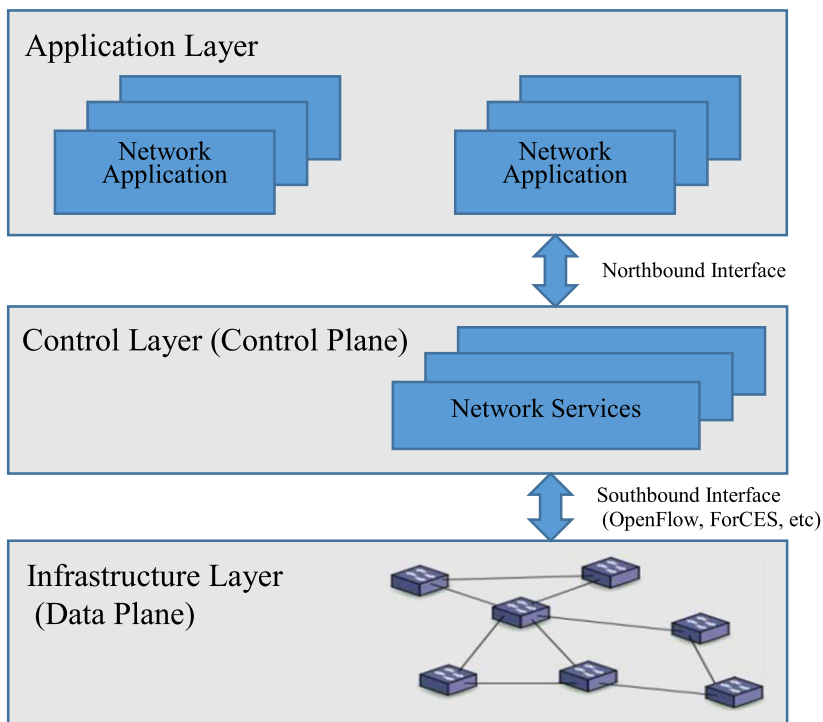 Application Layer
Network
Application
Network
Application
Northbound Interface
Control Layer (Control Plane)
Network Services
Southbound Interface
(OpenFlow, ForCES, etc)
Infrastructure Layer
(Data Plane)